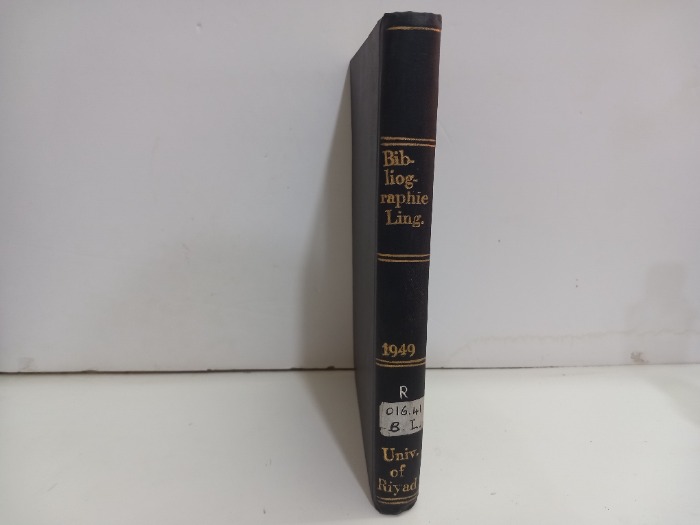 Bib-
liog-
raphie
Ling.
1949
R
016.41
B. L.
Univ.
of
Riyad